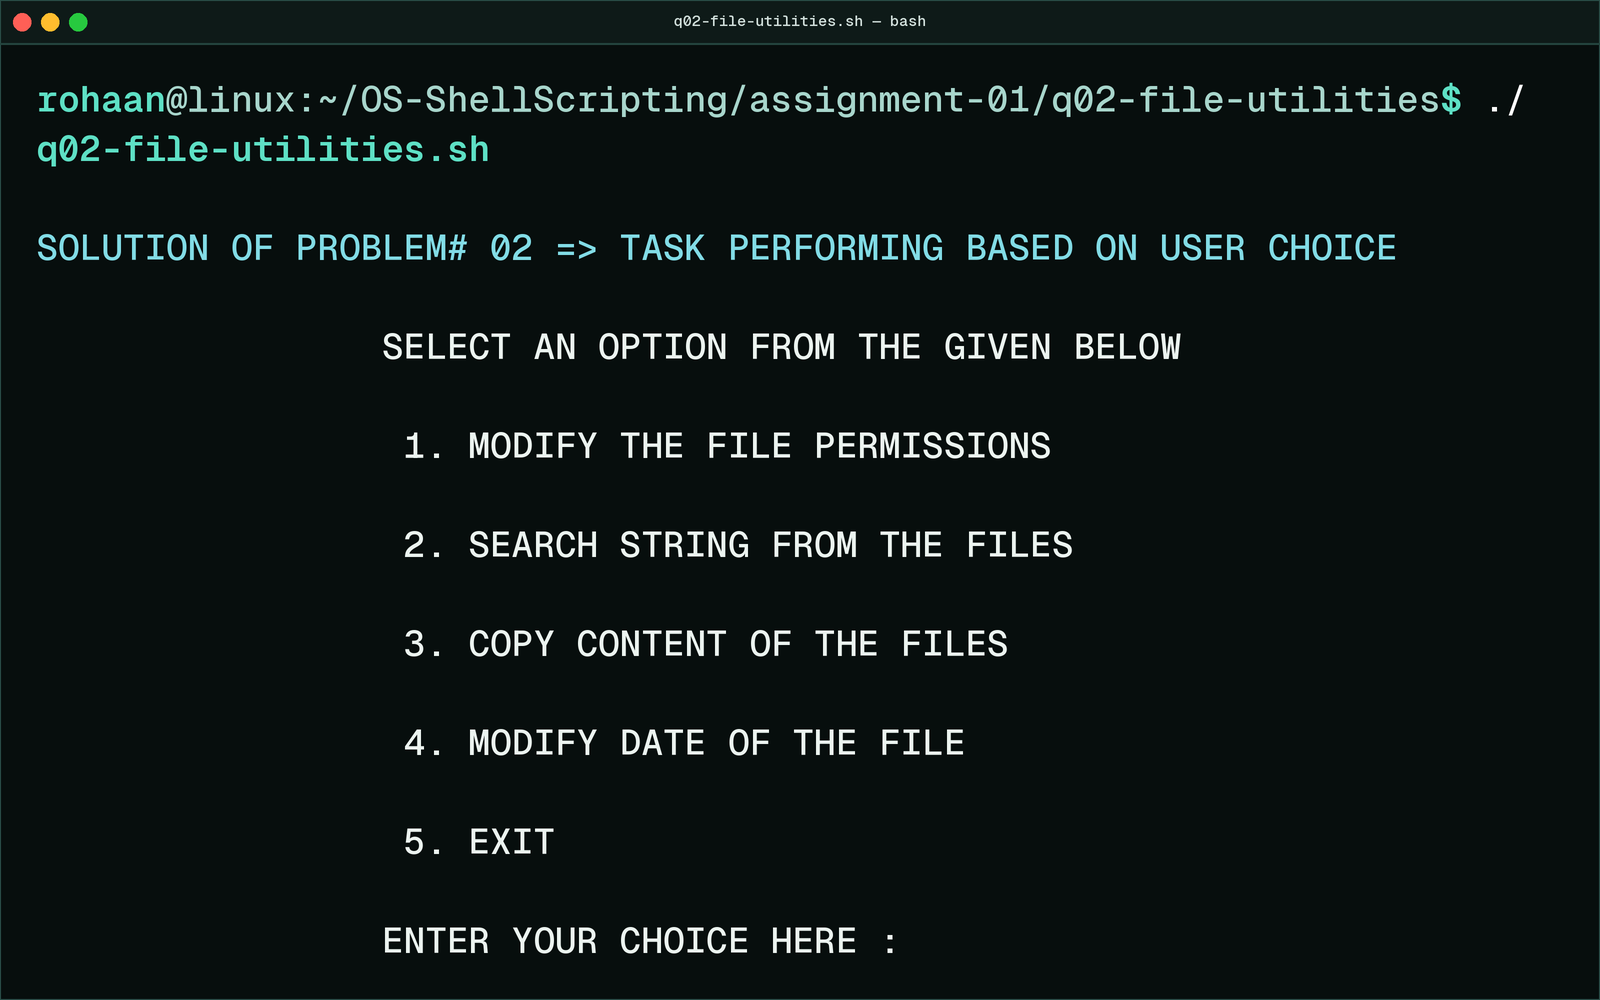 q02-file-utilities.sh — bash
rohaan@linux:~/OS-ShellScripting/assignment-01/q02-file-utilities$ ./
q02-file-utilities.sh
SOLUTION OF PROBLEM# 02 => TASK PERFORMING BASED ON USER CHOICE
SELECT AN OPTION FROM THE GIVEN BELOW
1. MODIFY THE FILE PERMISSIONS
2. SEARCH STRING FROM THE FILES
3. COPY CONTENT OF THE FILES
4. MODIFY DATE OF THE FILE
5. EXIT
ENTER YOUR CHOICE HERE :